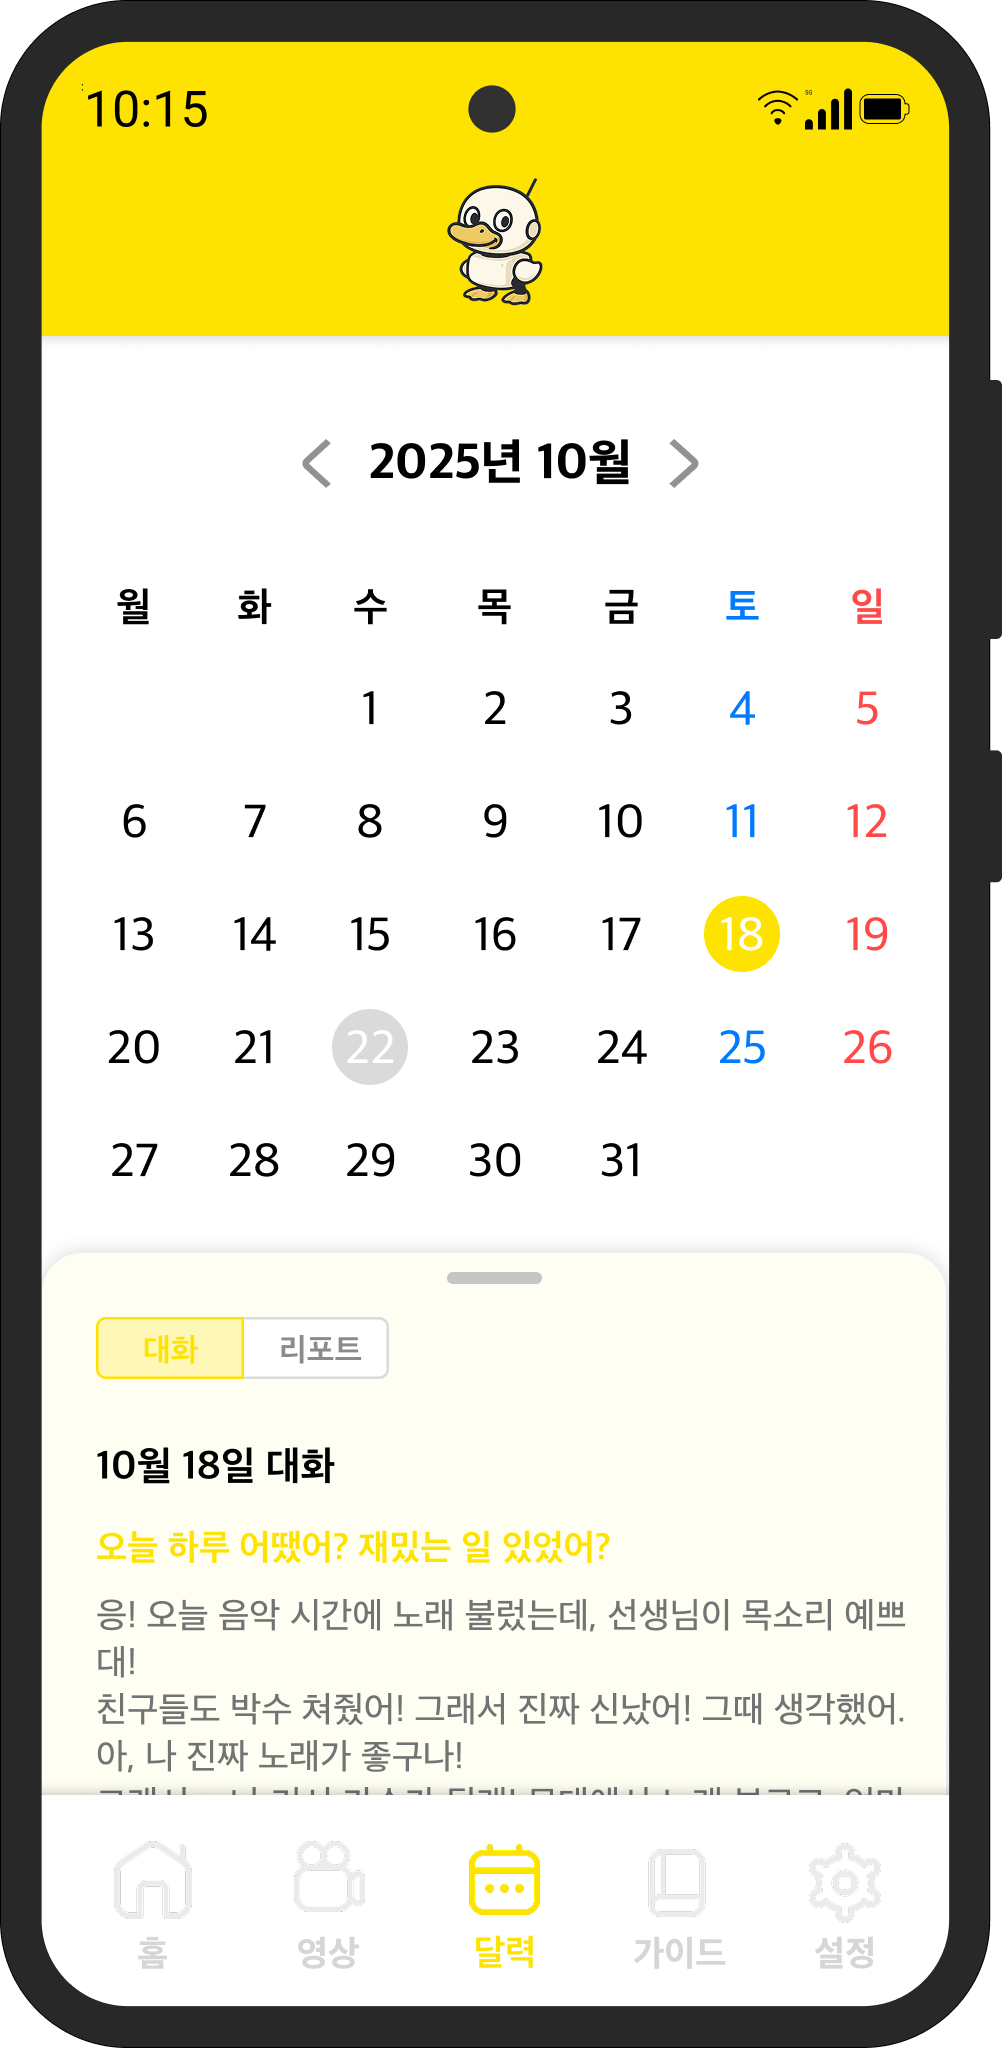 10:15
5G
2025년 10월
월 화 수 목 금 토 일
1 2 3 4 5
6 7 8 9 10 11 12
13 14 15 16 17 18 19
20 21 22 23 24 25 26
27 28 29 30 31
대화 리포트
10월 18일 대화
오늘 하루 어땠어? 재밌는 일 있었어?
응! 오늘 음악 시간에 노래 불렀는데, 선생님이 목소리 예쁘
대!
친구들도 박수 쳐줬어! 그래서 진짜 신났어! 그때 생각했어.
아, 나 진짜 노래가 좋구나!
홈 영상 달력 가이드 설정